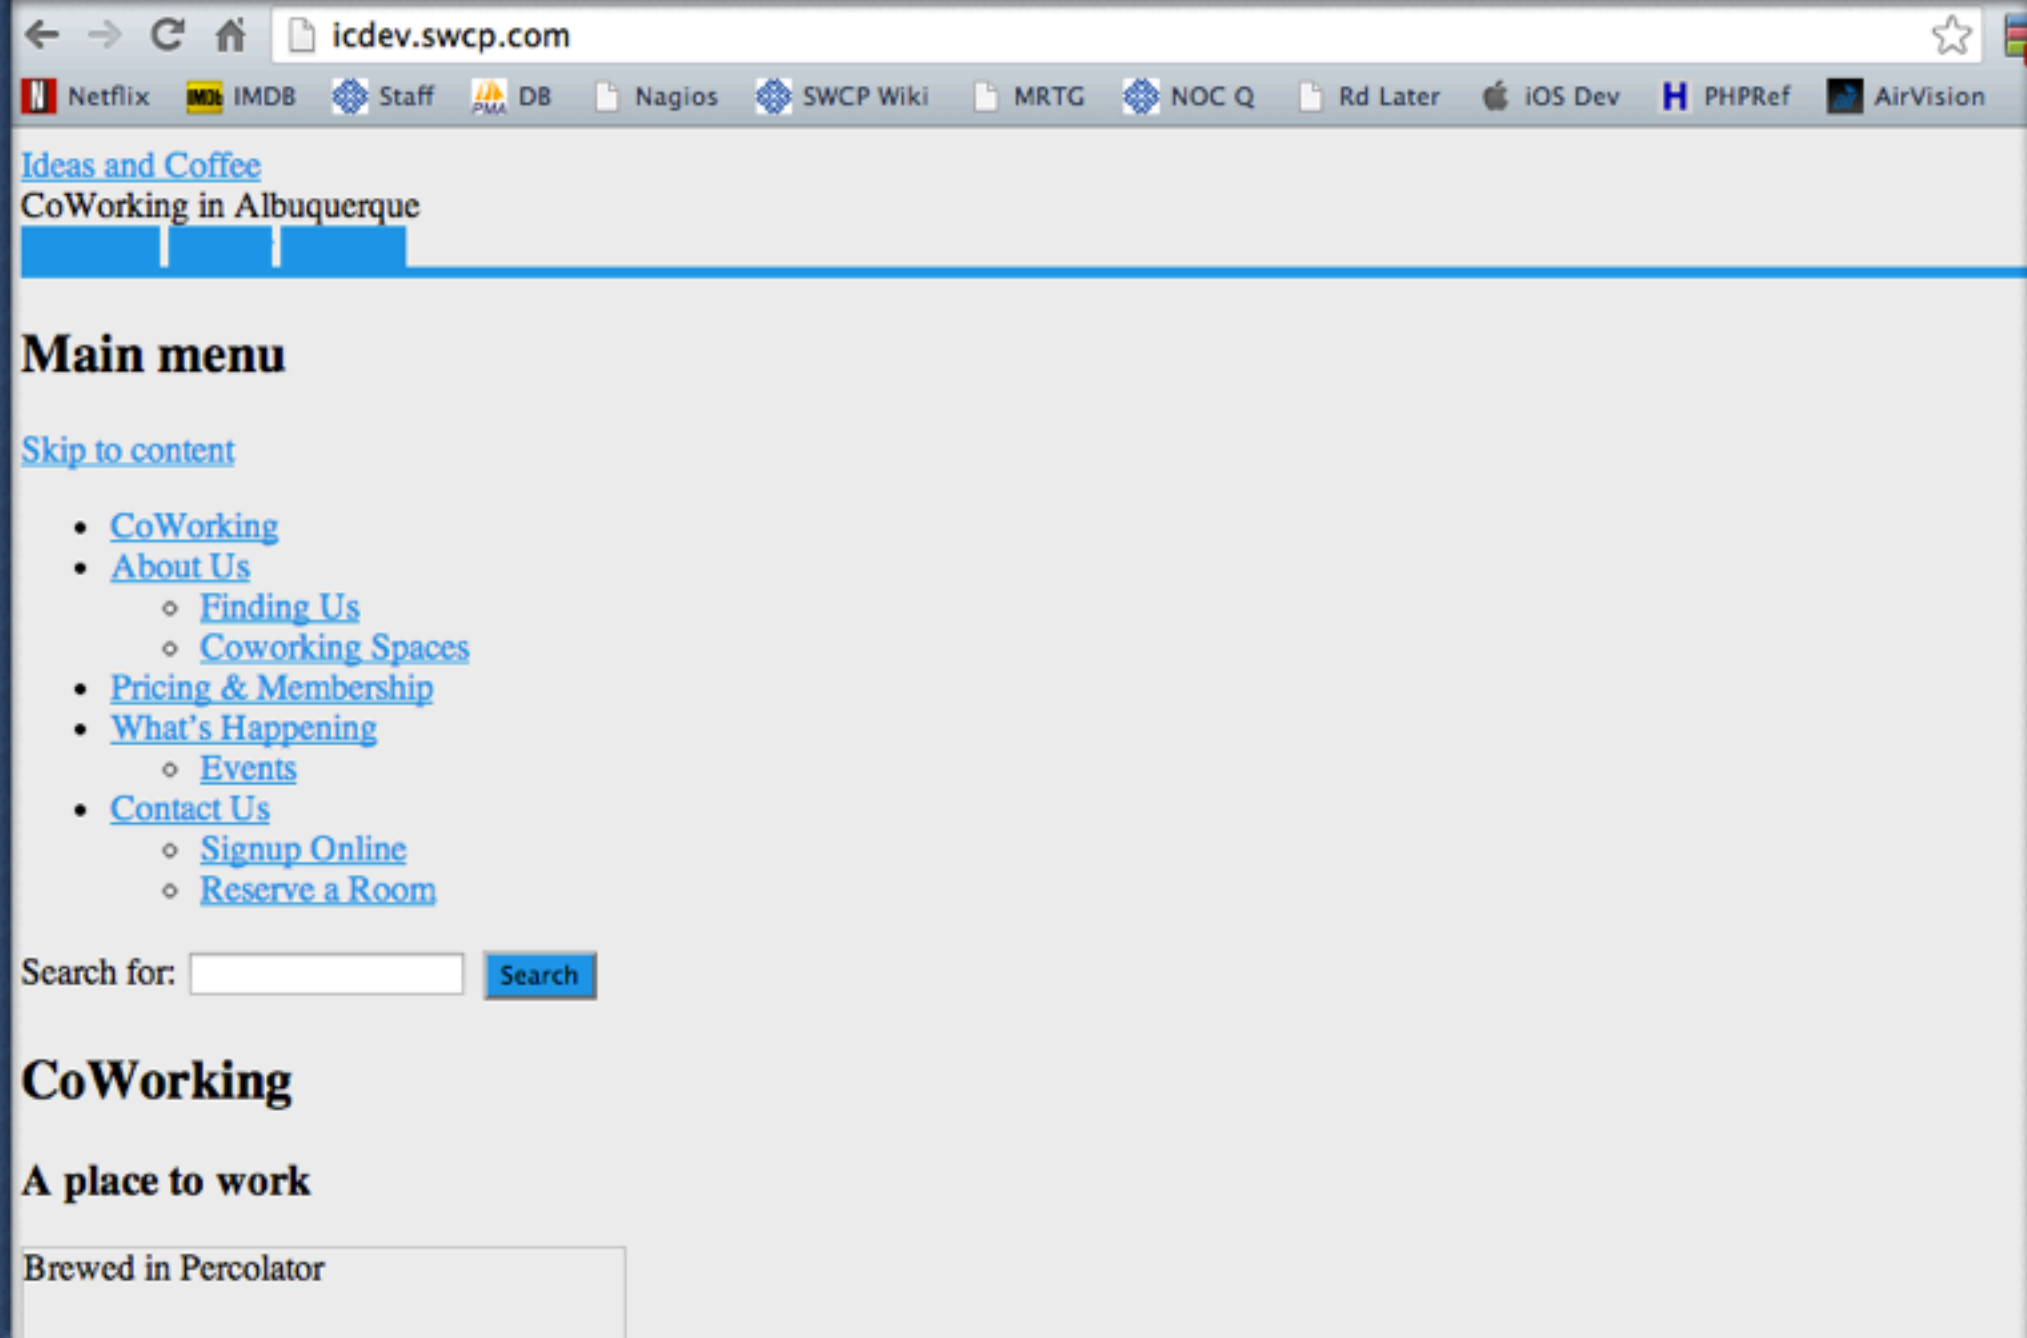 icdev.swcp.com
Netflix IMDb IMDB Staff PMA DB Nagios SWCP Wiki MRTG NOC Q Rd Later iOS Dev H PHPRef AirVision
Ideas and Coffee
CoWorking in Albuquerque
Main menu
Skip to content
CoWorking
About Us
Finding Us
Coworking Spaces
Pricing & Membership
What’s Happening
Events
Contact Us
Signup Online
Reserve a Room
Search for: Search
CoWorking
A place to work
Brewed in Percolator